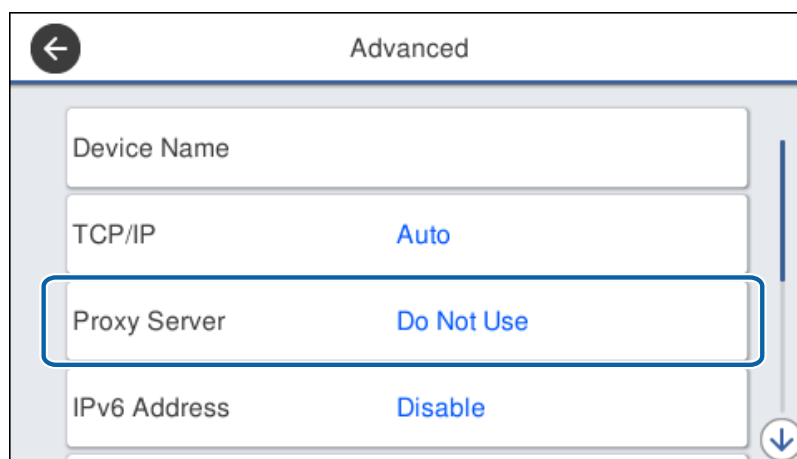 Advanced
Device Name
TCP/IP Auto
Proxy Server Do Not Use
IPv6 Address Disable